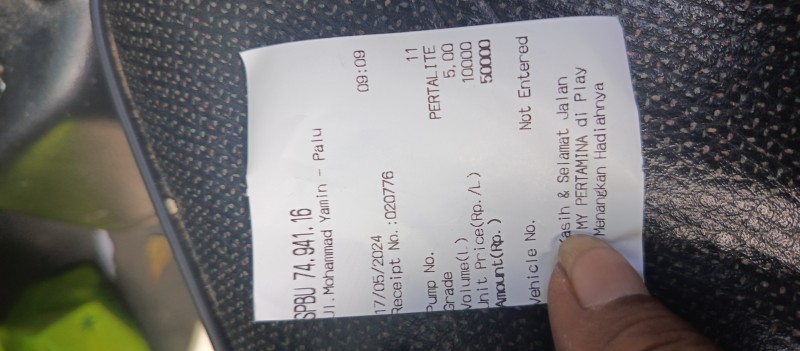 SPBU 74.941.16
Jl. Mohammad Yamin - Palu
17/05/2024 09:09
Receipt No.:020776
Pump No. 11
Grade PERTALITE
Volume(L) 5,00
Unit Price(Rp./L) 10000
Amount(Rp.) 50000
Vehicle No. Not Entered
asih & Selamat Jalan
MY PERTAMINA di Play
Manangkan Hadiahnya